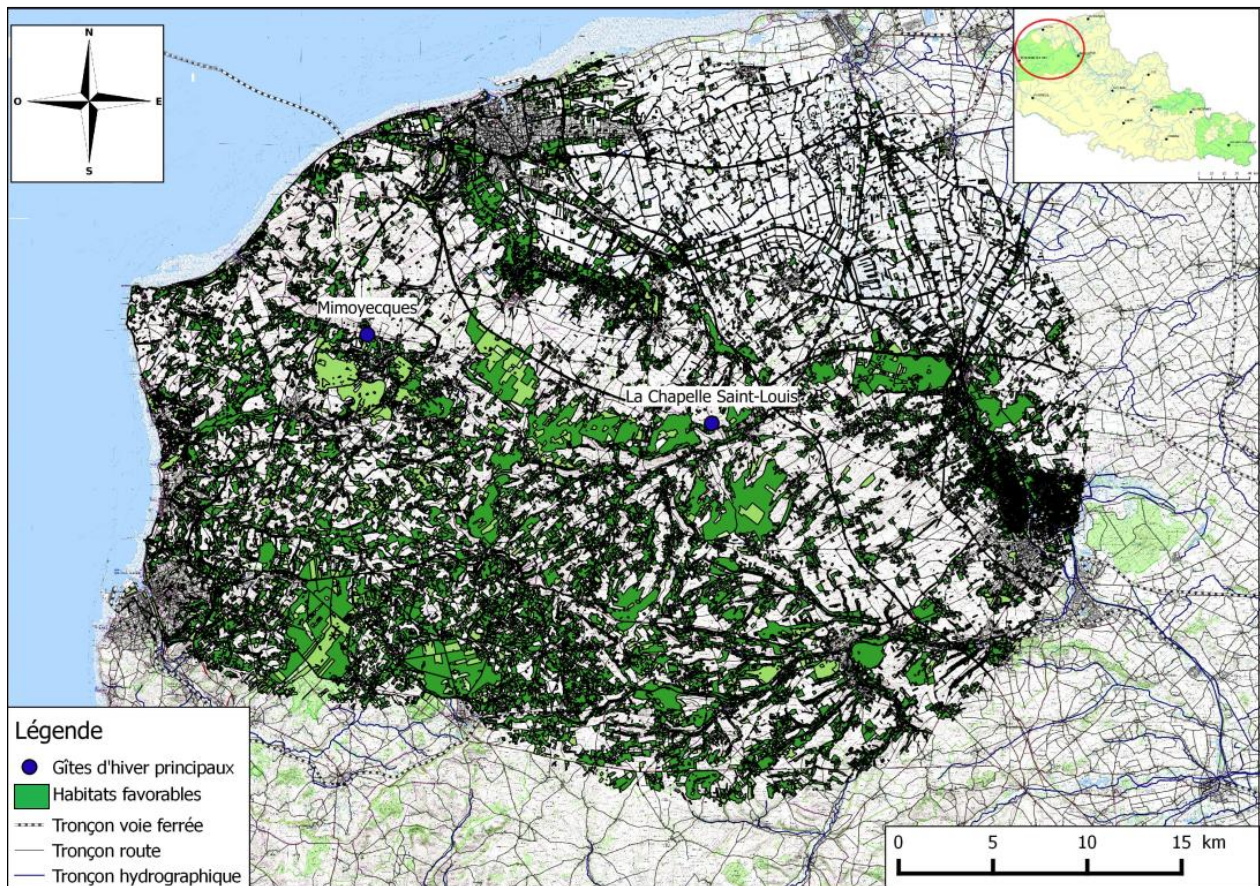 N
O
E
S
Mimoyecques
La Chapelle Saint-Louis
Légende
Gîtes d'hiver principaux
Habitats favorables
Tronçon voie ferrée
Tronçon route
Tronçon hydrographique
0 5 10 15 km